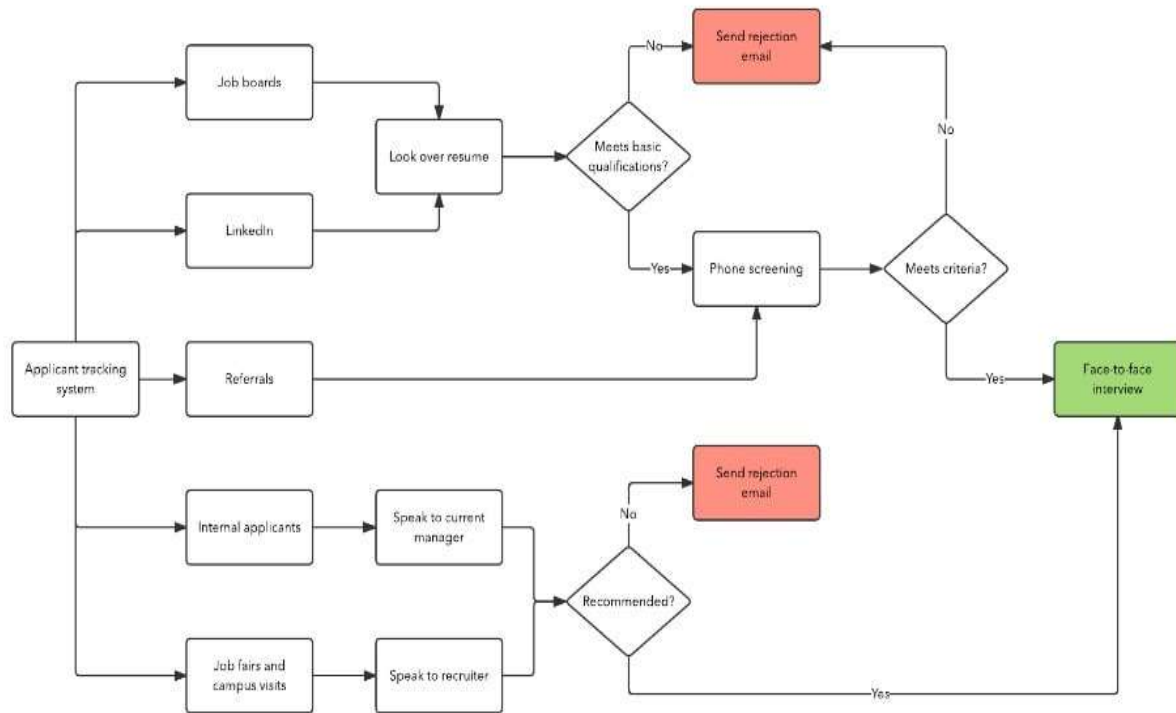 Send rejection
email
No
Job boards
No
Look over resume
Meets basic
qualifications?
LinkedIn
Yes
Phone screening
Meets criteria?
Applicant tracking
system
Referrals
Yes
Face-to-face
interview
Send rejection
email
No
Internal applicants
Speak to current
manager
Recommended?
Job fairs and
campus visits
Speak to recruiter
Yes